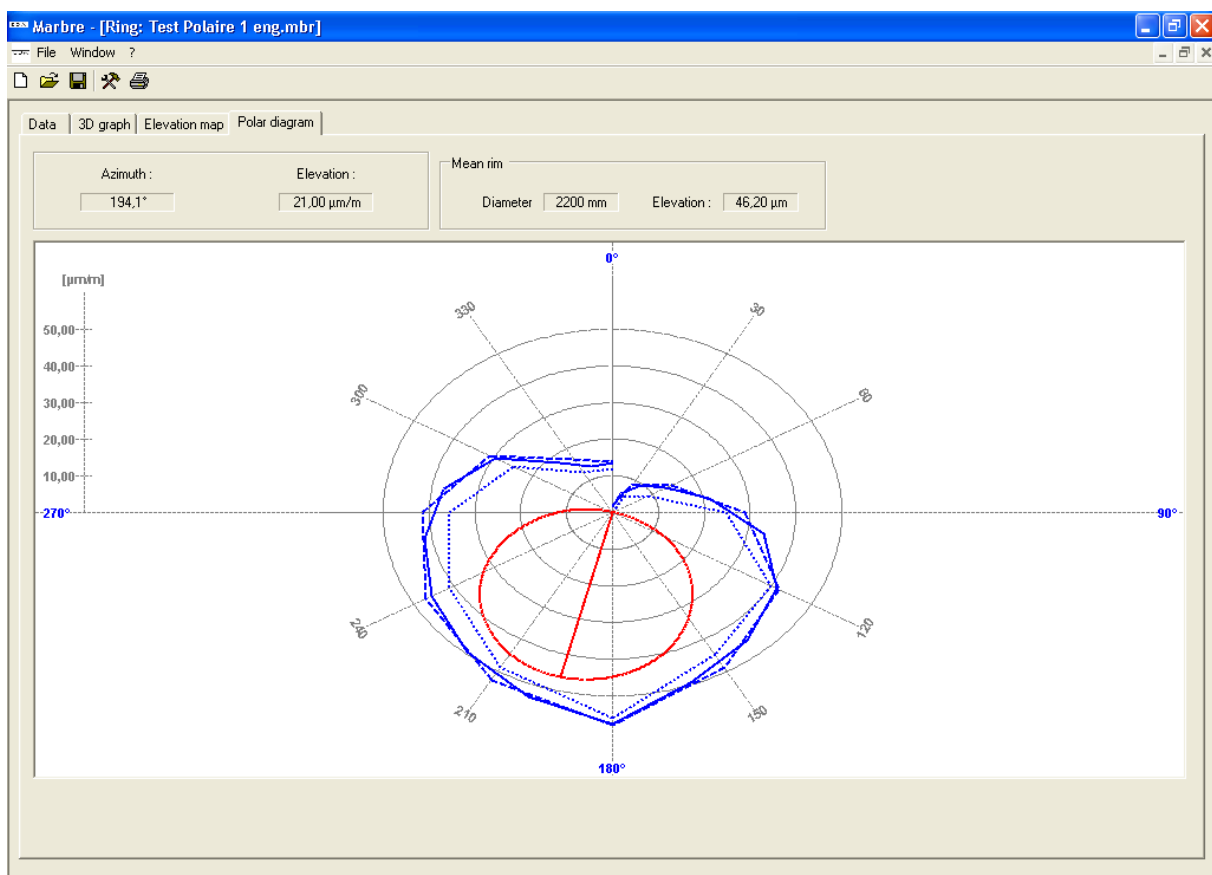 Marbre - [Ring: Test Polaire 1 eng.mbr]
File Window ?
Data 3D graph Elevation map Polar diagram
Azimuth : Elevation :
194,1° 21,00 µm/m
Mean rim
Diameter 2200 mm Elevation : 46,20 µm
[µm/m]
50,00
40,00
30,00
20,00
10,00
0°
30
60
90°
120
150
180°
210
240
270°
300
330